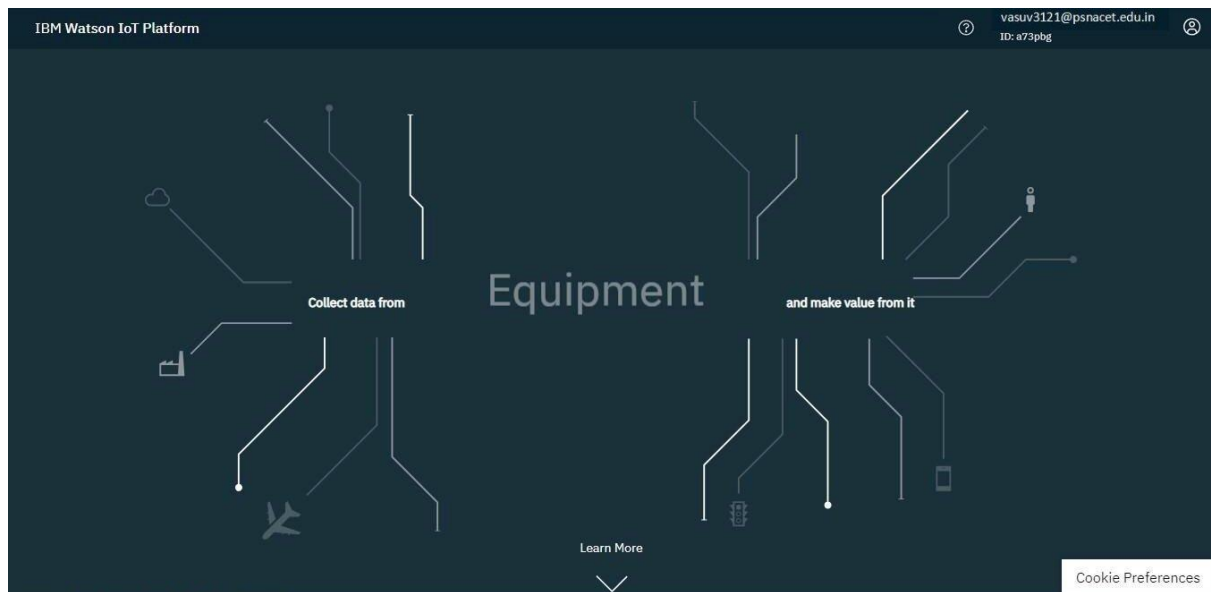 IBM Watson IoT Platform
vasuv3121@psnacet.edu.in
ID: a73pbg
Collect data from
Equipment
and make value from it
Learn More
Cookie Preferences